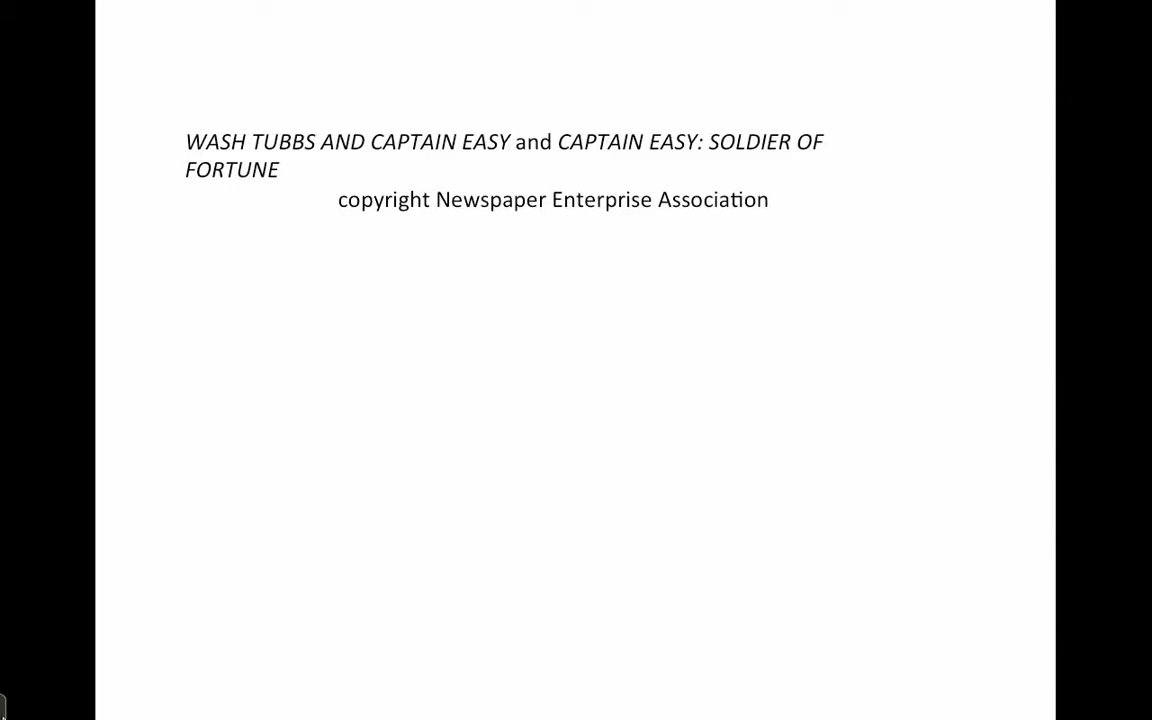 WASH TUBBS AND CAPTAIN EASY and CAPTAIN EASY: SOLDIER OF
FORTUNE
copyright Newspaper Enterprise Association